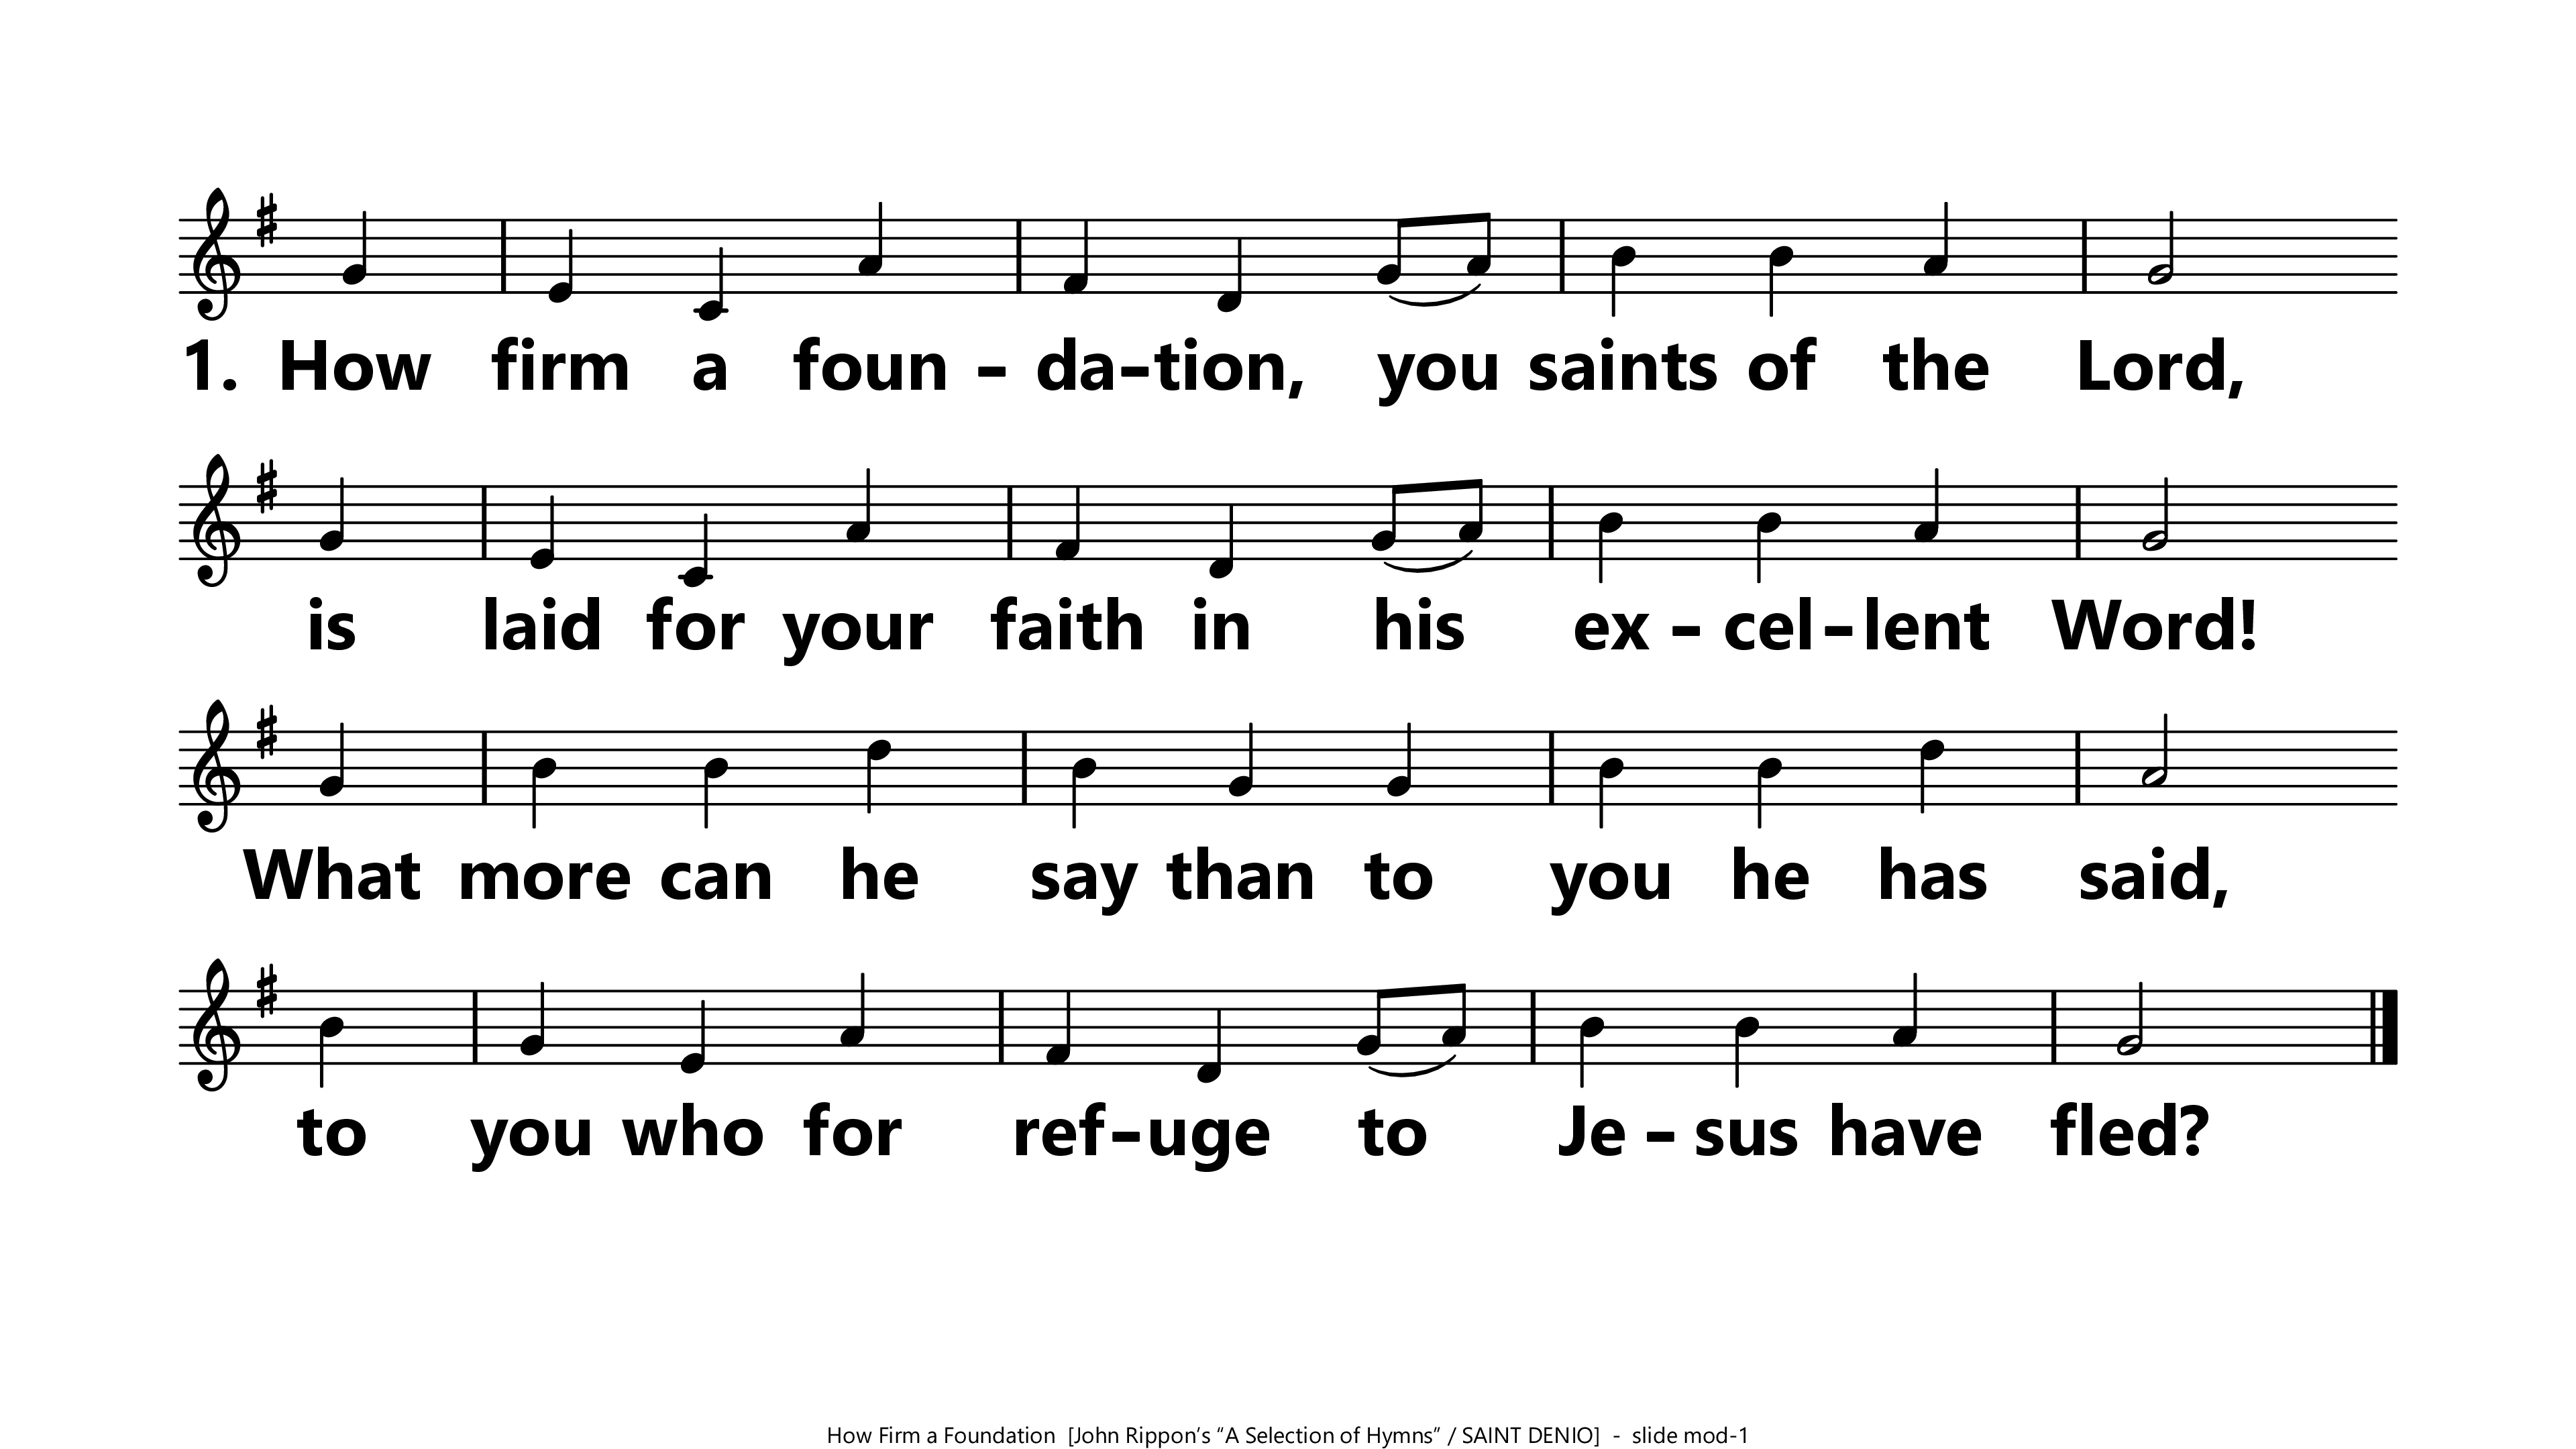 1. How firm a foun - da-tion, you saints of the Lord,
is laid for your faith in his ex - cel - lent Word!
What more can he say than to you he has said,
to you who for ref-uge to Je - sus have fled?
How Firm a Foundation [John Rippon’s “A Selection of Hymns” / SAINT DENIO] - slide mod-1